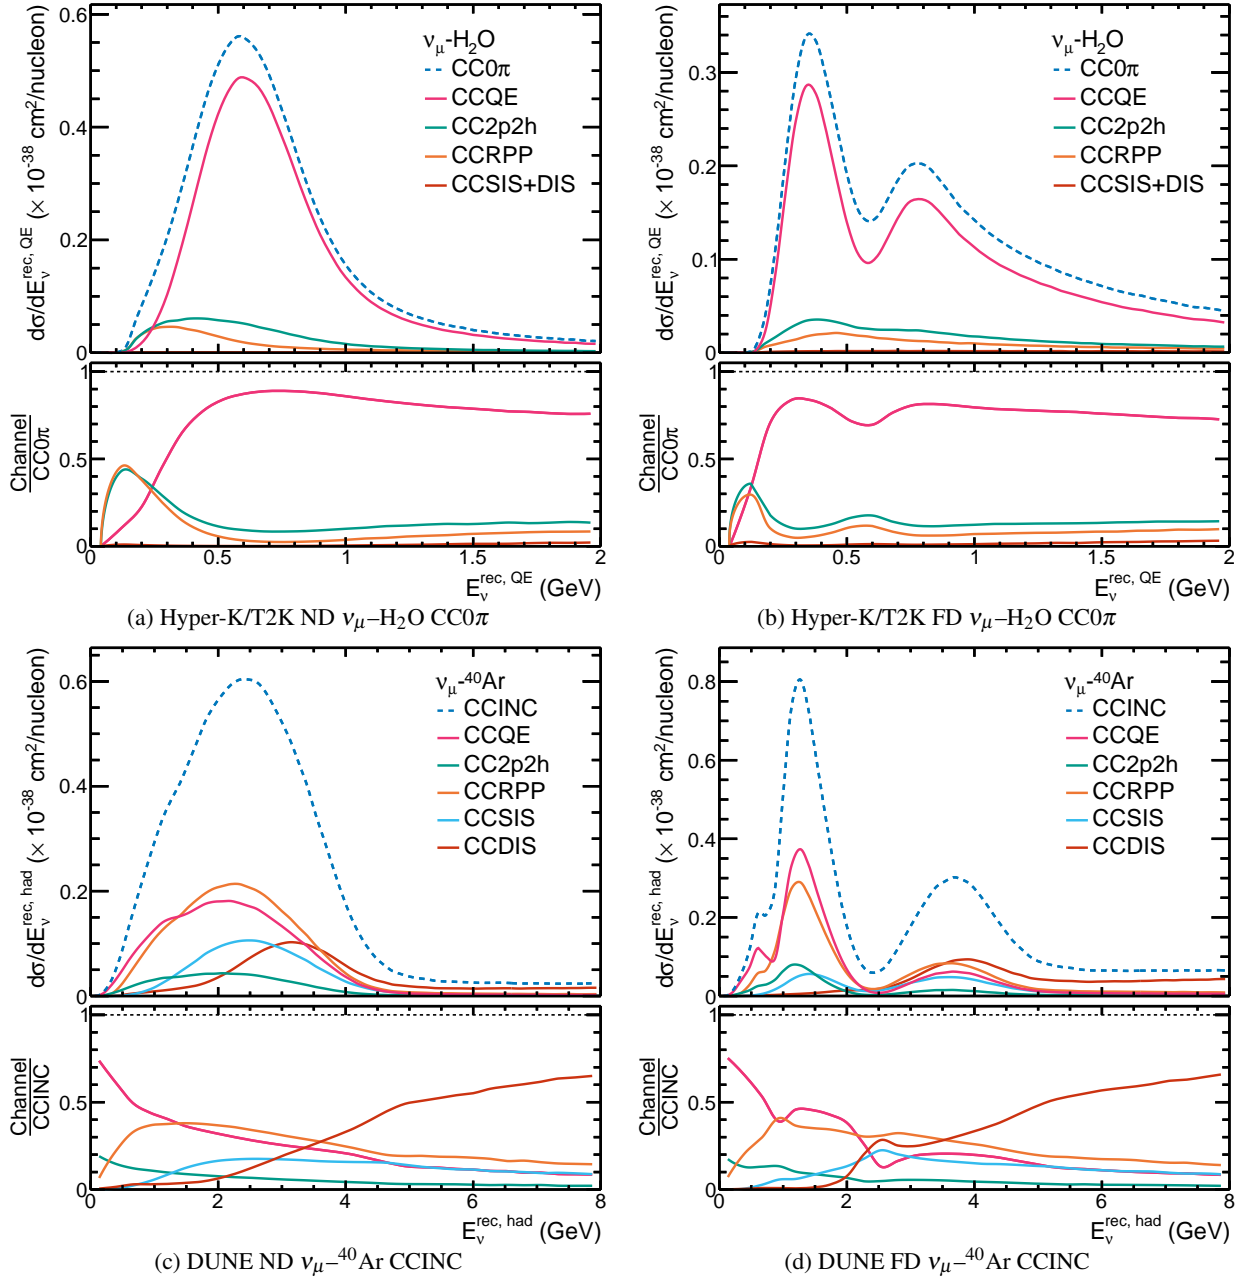 0.6
0.4
0.2
0
dσ/dE_ν^rec, QE (× 10^-38 cm²/nucleon)
ν_μ-H₂O
CC0π
CCQE
CC2p2h
CCRPP
CCSIS+DIS
1
0.5
0
Channel
CC0π
0 0.5 1 1.5 2
E_ν^rec, QE (GeV)
(a) Hyper-K/T2K ND ν_μ–H₂O CC0π
0.3
0.2
0.1
0
dσ/dE_ν^rec, QE (× 10^-38 cm²/nucleon)
ν_μ-H₂O
CC0π
CCQE
CC2p2h
CCRPP
CCSIS+DIS
1
0.5
0
Channel
CC0π
0 0.5 1 1.5 2
E_ν^rec, QE (GeV)
(b) Hyper-K/T2K FD ν_μ–H₂O CC0π
0.6
0.4
0.2
0
dσ/dE_ν^rec, had (× 10^-38 cm²/nucleon)
ν_μ-⁴⁰Ar
CCINC
CCQE
CC2p2h
CCRPP
CCSIS
CCDIS
1
0.5
0
Channel
CCINC
0 2 4 6 8
E_ν^rec, had (GeV)
(c) DUNE ND ν_μ–⁴⁰Ar CCINC
0.8
0.6
0.4
0.2
0
dσ/dE_ν^rec, had (× 10^-38 cm²/nucleon)
ν_μ-⁴⁰Ar
CCINC
CCQE
CC2p2h
CCRPP
CCSIS
CCDIS
1
0.5
0
Channel
CCINC
0 2 4 6 8
E_ν^rec, had (GeV)
(d) DUNE FD ν_μ–⁴⁰Ar CCINC